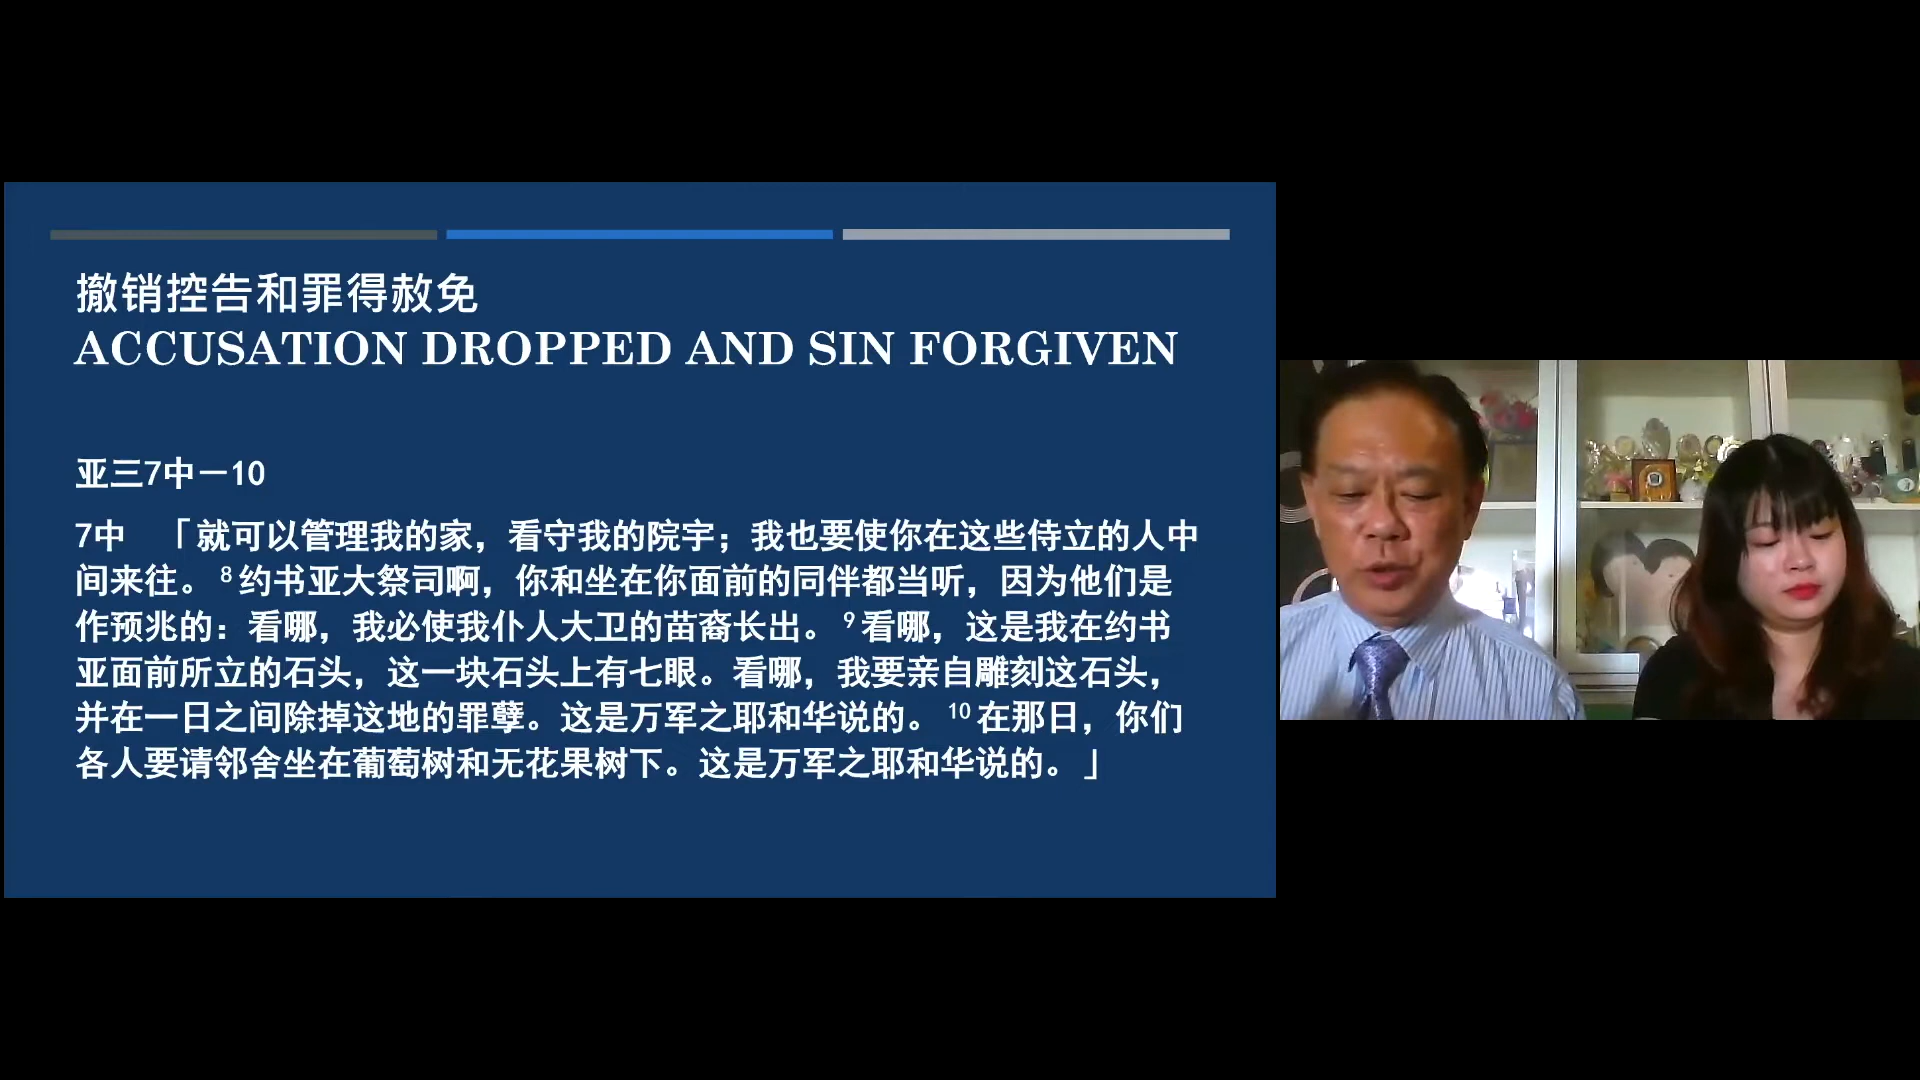 撤销控告和罪得赦免
ACCUSATION DROPPED AND SIN FORGIVEN
亚三7中－10
7中　「就可以管理我的家，看守我的院宇；我也要使你在这些侍立的人中
间来往。⁸约书亚大祭司啊，你和坐在你面前的同伴都当听，因为他们是
作预兆的：看哪，我必使我仆人大卫的苗裔长出。⁹看哪，这是我在约书
亚面前所立的石头，这一块石头上有七眼。看哪，我要亲自雕刻这石头，
并在一日之间除掉这地的罪孽。这是万军之耶和华说的。¹⁰在那日，你们
各人要请邻舍坐在葡萄树和无花果树下。这是万军之耶和华说的。」